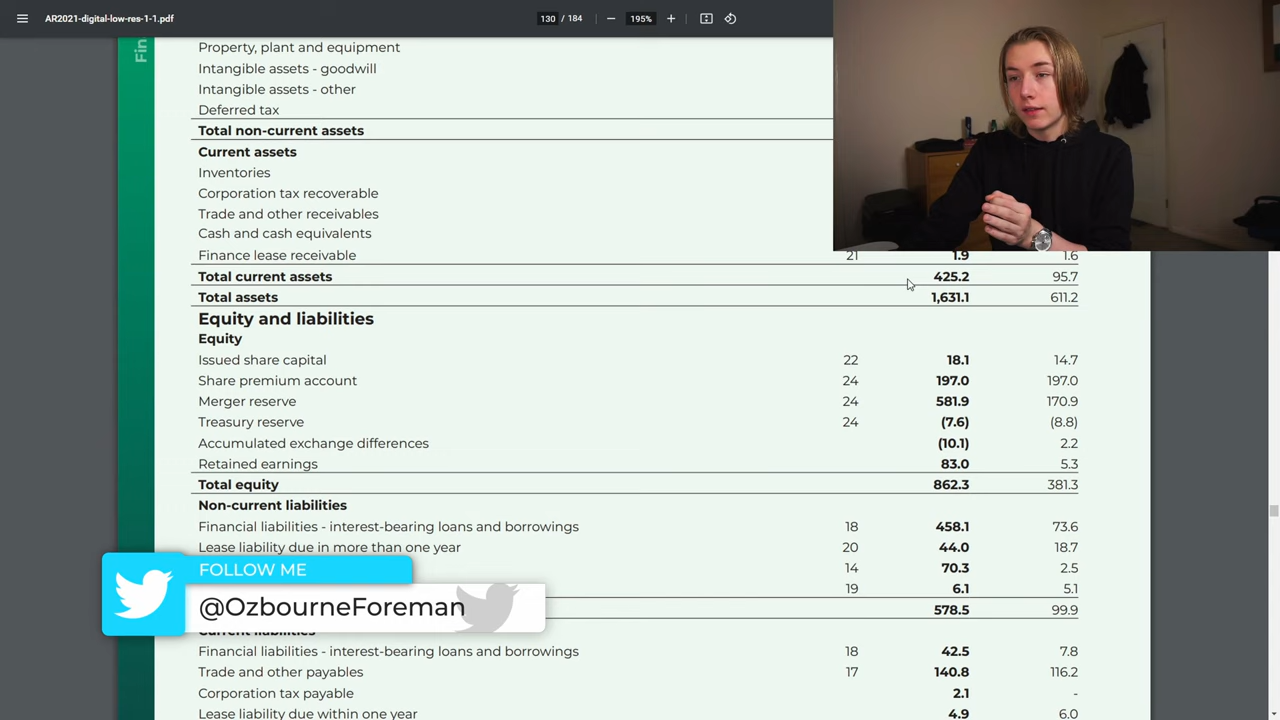 AR2021-digital-low-res-1-1.pdf 130 / 184 195%
Fin
Property, plant and equipment
Intangible assets - goodwill
Intangible assets - other
Deferred tax
Total non-current assets
Current assets
Inventories
Corporation tax recoverable
Trade and other receivables
Cash and cash equivalents
Finance lease receivable 21 1.9 1.6
Total current assets 425.2 95.7
Total assets 1,631.1 611.2
Equity and liabilities
Equity
Issued share capital 22 18.1 14.7
Share premium account 24 197.0 197.0
Merger reserve 24 581.9 170.9
Treasury reserve 24 (7.6) (8.8)
Accumulated exchange differences (10.1) 2.2
Retained earnings 83.0 5.3
Total equity 862.3 381.3
Non-current liabilities
Financial liabilities - interest-bearing loans and borrowings 18 458.1 73.6
Lease liability due in more than one year 20 44.0 18.7
FOLLOW ME 14 70.3 2.5
19 6.1 5.1
@OzbourneForeman 578.5 99.9
Current liabilities
Financial liabilities - interest-bearing loans and borrowings 18 42.5 7.8
Trade and other payables 17 140.8 116.2
Corporation tax payable 2.1 -
Lease liability due within one year 4.9 6.0